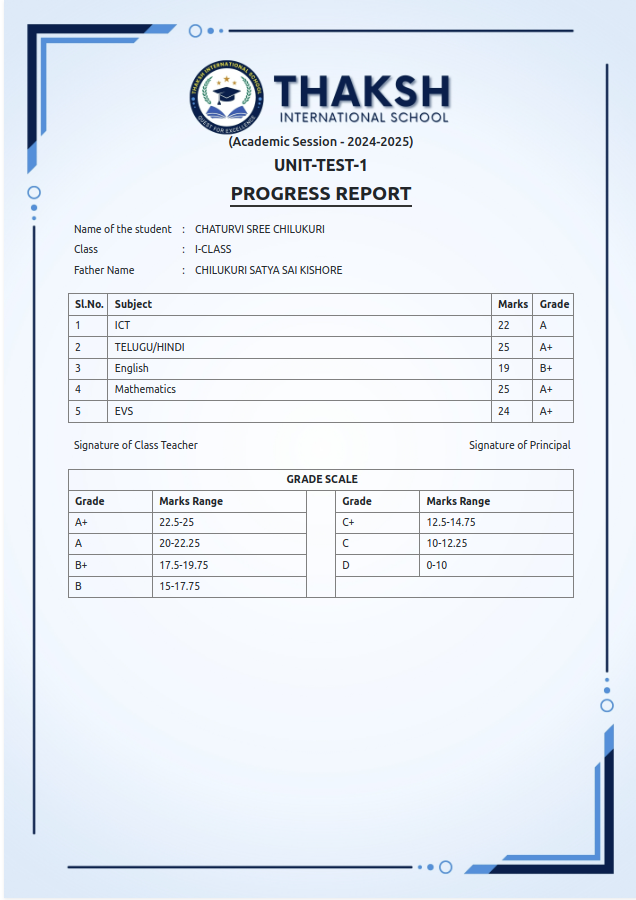 THAKSH INTERNATIONAL SCHOOL
QUEST FOR EXCELLENCE
THAKSH
INTERNATIONAL SCHOOL
(Academic Session - 2024-2025)
UNIT-TEST-1
PROGRESS REPORT
Name of the student : CHATURVI SREE CHILUKURI
Class : I-CLASS
Father Name : CHILUKURI SATYA SAI KISHORE
Sl.No. Subject Marks Grade
1 ICT 22 A
2 TELUGU/HINDI 25 A+
3 English 19 B+
4 Mathematics 25 A+
5 EVS 24 A+
Signature of Class Teacher Signature of Principal
GRADE SCALE
Grade Marks Range Grade Marks Range
A+ 22.5-25 C+ 12.5-14.75
A 20-22.25 C 10-12.25
B+ 17.5-19.75 D 0-10
B 15-17.75